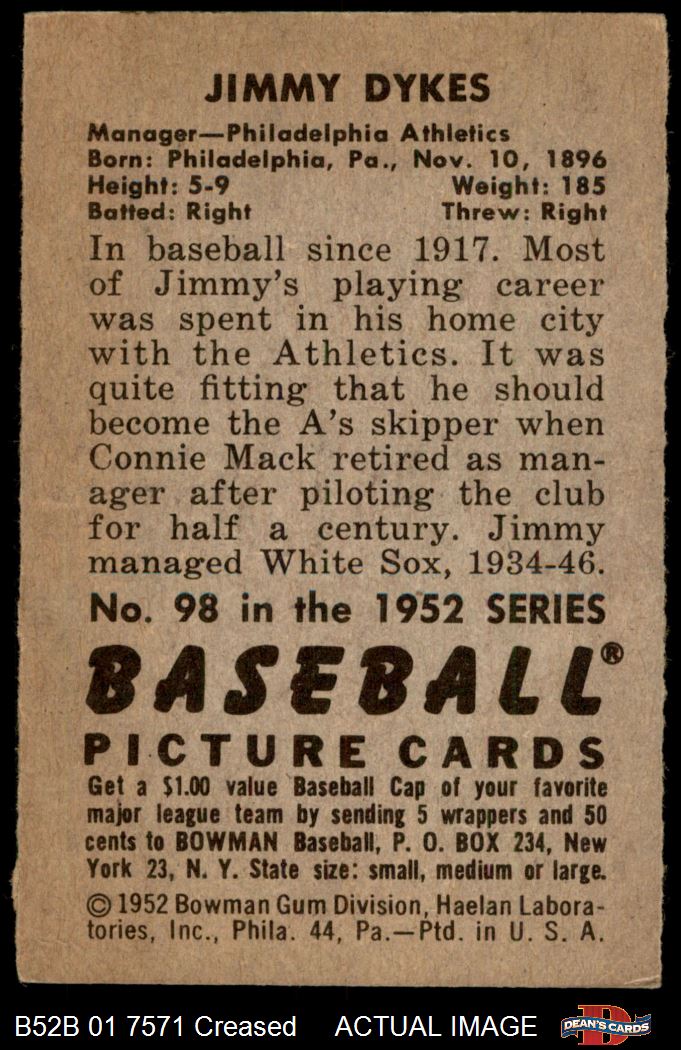 JIMMY DYKES
Manager—Philadelphia Athletics
Born: Philadelphia, Pa., Nov. 10, 1896
Height: 5-9 Weight: 185
Batted: Right Threw: Right
In baseball since 1917. Most
of Jimmy's playing career
was spent in his home city
with the Athletics. It was
quite fitting that he should
become the A's skipper when
Connie Mack retired as man-
ager after piloting the club
for half a century. Jimmy
managed White Sox, 1934-46.
No. 98 in the 1952 SERIES
BASEBALL®
PICTURE CARDS
Get a $1.00 value Baseball Cap of your favorite
major league team by sending 5 wrappers and 50
cents to BOWMAN Baseball, P. O. BOX 234, New
York 23, N. Y. State size: small, medium or large.
© 1952 Bowman Gum Division, Haelan Labora-
tories, Inc., Phila. 44, Pa.—Ptd. in U. S. A.
B52B 01 7571 Creased ACTUAL IMAGE D DEAN'S CARDS